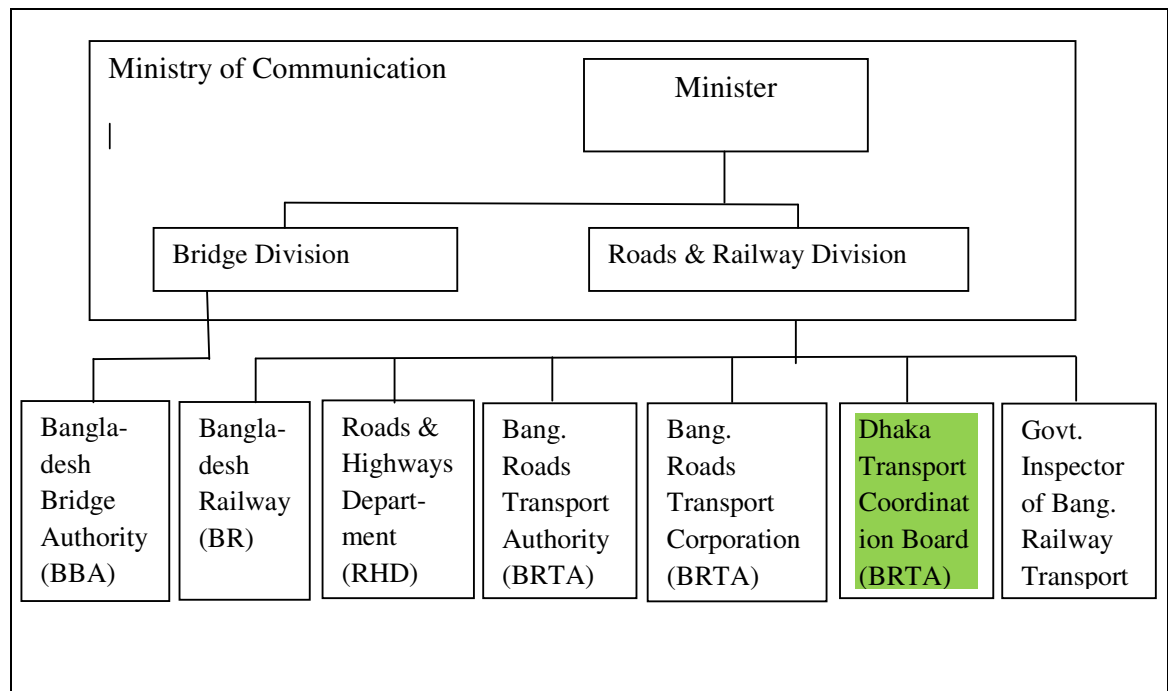 Ministry of Communication
Minister
Bridge Division
Roads & Railway Division
Bangla-
desh
Bridge
Authority
(BBA)
Bangla-
desh
Railway
(BR)
Roads &
Highways
Depart-
ment
(RHD)
Bang.
Roads
Transport
Authority
(BRTA)
Bang.
Roads
Transport
Corporation
(BRTA)
Dhaka
Transport
Coordinat
ion Board
(BRTA)
Govt.
Inspector
of Bang.
Railway
Transport